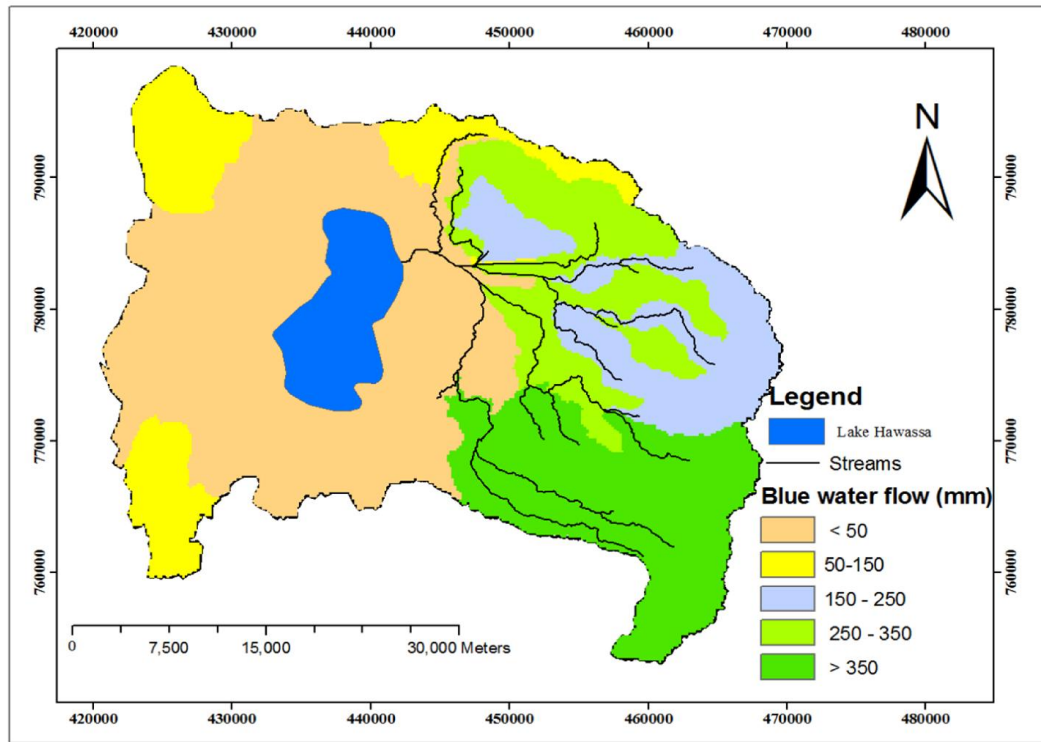 420000 430000 440000 450000 460000 470000 480000
N
790000 790000
780000 780000
770000 770000
760000 760000
Legend
Lake Hawassa
Streams
Blue water flow (mm)
< 50
50-150
150 - 250
250 - 350
> 350
0 7,500 15,000 30,000 Meters
420000 430000 440000 450000 460000 470000 480000